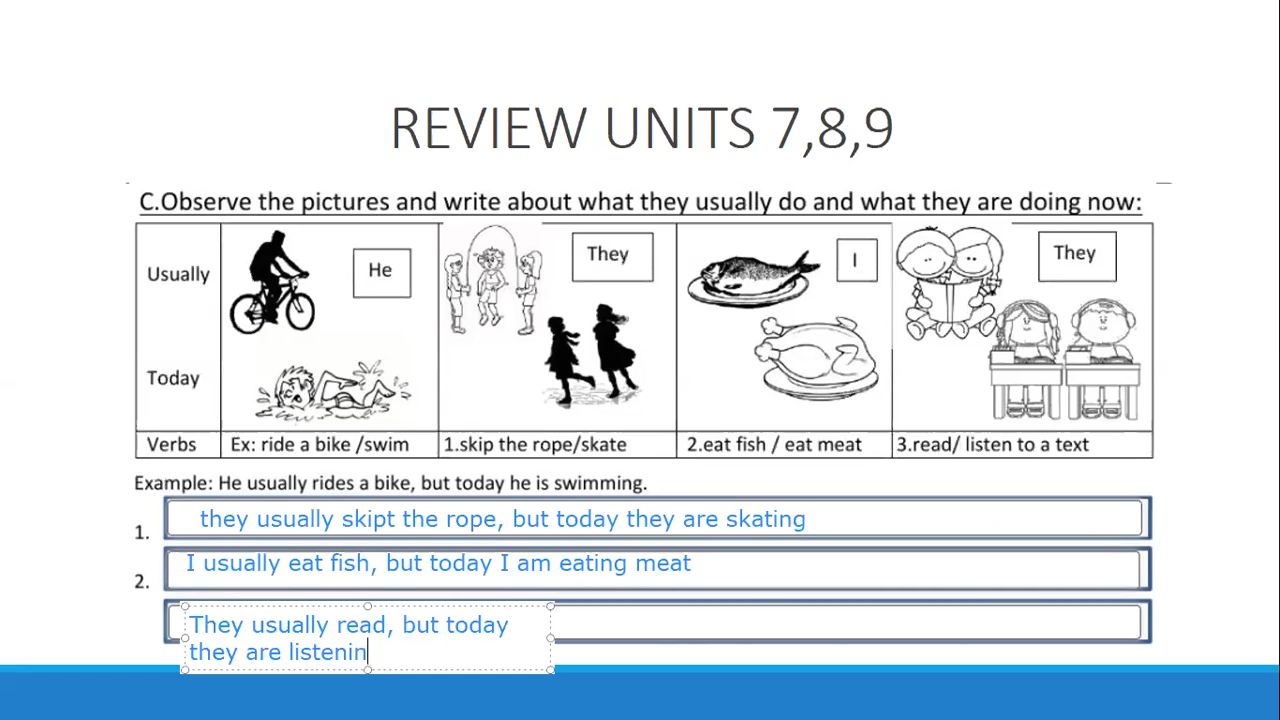 REVIEW UNITS 7,8,9
C.Observe the pictures and write about what they usually do and what they are doing now:
Usually
He
They
I
They
Today
Verbs
Ex: ride a bike /swim
1.skip the rope/skate
2.eat fish / eat meat
3.read/ listen to a text
Example: He usually rides a bike, but today he is swimming.
1.
they usually skipt the rope, but today they are skating
2.
I usually eat fish, but today I am eating meat
They usually read, but today
they are listenin